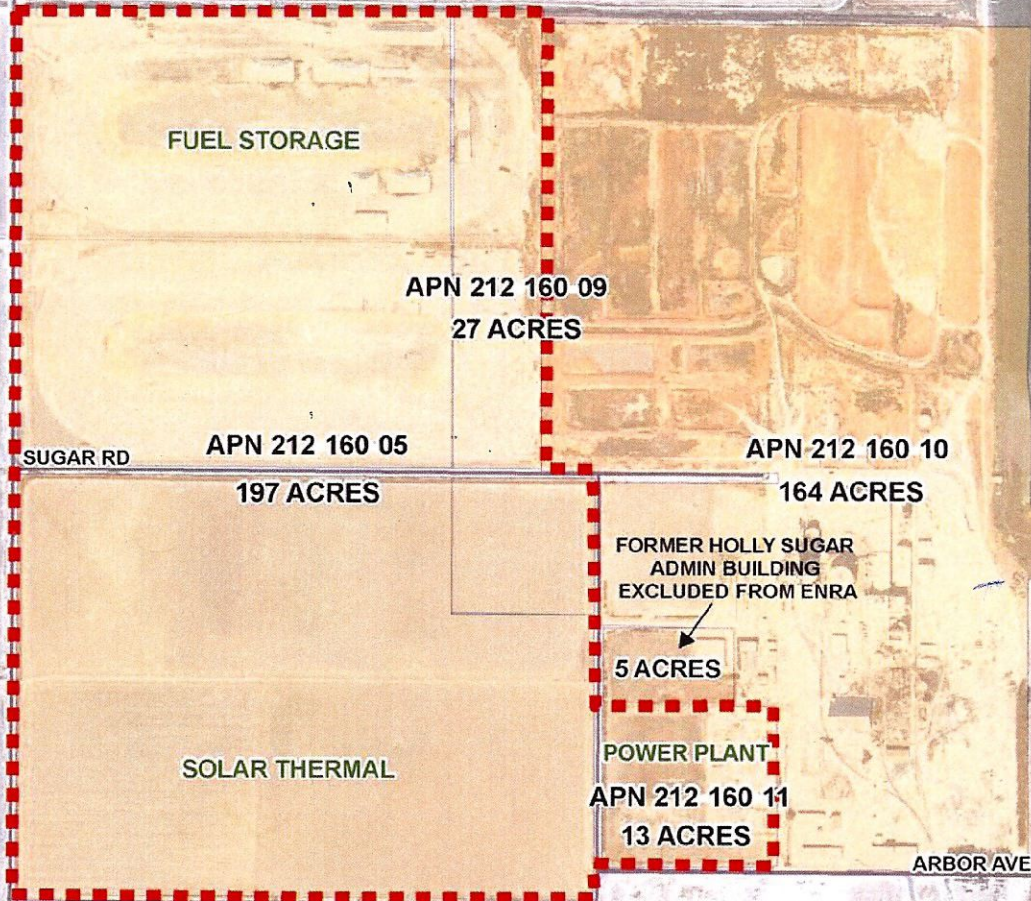 FUEL STORAGE
APN 212 160 09
27 ACRES
SUGAR RD
APN 212 160 05
197 ACRES
APN 212 160 10
164 ACRES
FORMER HOLLY SUGAR
ADMIN BUILDING
EXCLUDED FROM ENRA
5 ACRES
SOLAR THERMAL
POWER PLANT
APN 212 160 11
13 ACRES
ARBOR AVE